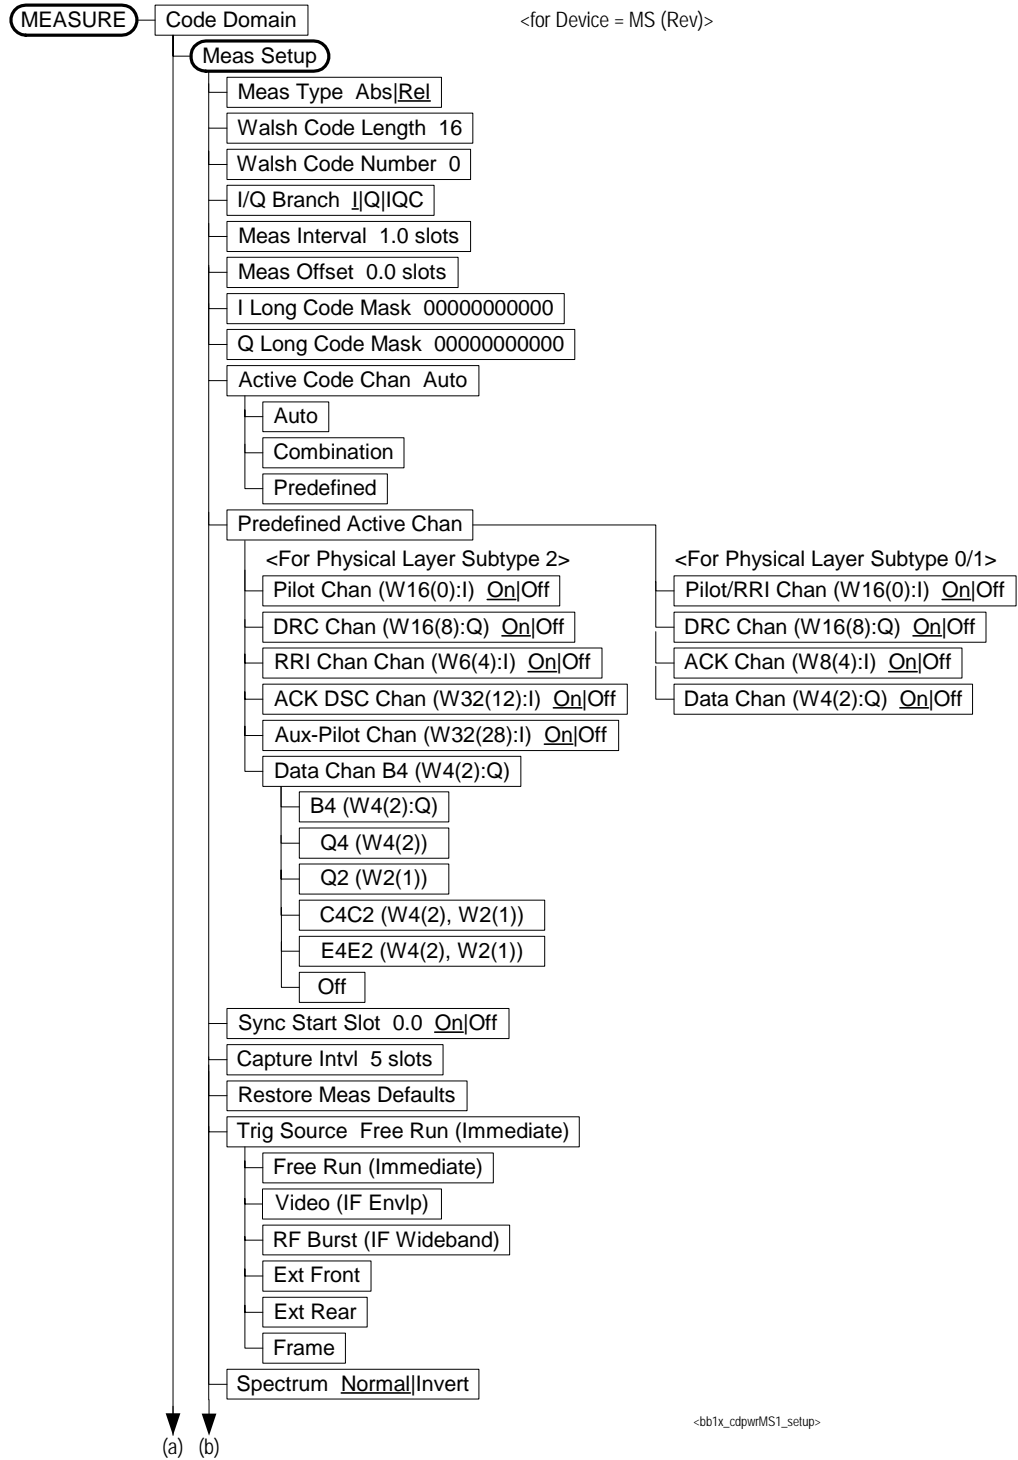 MEASURE Code Domain <for Device = MS (Rev)>
Meas Setup
Meas Type Abs|Rel
Walsh Code Length 16
Walsh Code Number 0
I/Q Branch I|Q|IQC
Meas Interval 1.0 slots
Meas Offset 0.0 slots
I Long Code Mask 00000000000
Q Long Code Mask 00000000000
Active Code Chan Auto
Auto
Combination
Predefined
Predefined Active Chan
<For Physical Layer Subtype 2>
Pilot Chan (W16(0):I) On|Off
DRC Chan (W16(8):Q) On|Off
RRI Chan Chan (W6(4):I) On|Off
ACK DSC Chan (W32(12):I) On|Off
Aux-Pilot Chan (W32(28):I) On|Off
Data Chan B4 (W4(2):Q)
B4 (W4(2):Q)
Q4 (W4(2))
Q2 (W2(1))
C4C2 (W4(2), W2(1))
E4E2 (W4(2), W2(1))
Off
<For Physical Layer Subtype 0/1>
Pilot/RRI Chan (W16(0):I) On|Off
DRC Chan (W16(8):Q) On|Off
ACK Chan (W8(4):I) On|Off
Data Chan (W4(2):Q) On|Off
Sync Start Slot 0.0 On|Off
Capture Intvl 5 slots
Restore Meas Defaults
Trig Source Free Run (Immediate)
Free Run (Immediate)
Video (IF Envlp)
RF Burst (IF Wideband)
Ext Front
Ext Rear
Frame
Spectrum Normal|Invert
<bb1x_cdpwrMS1_setup>
(a) (b)